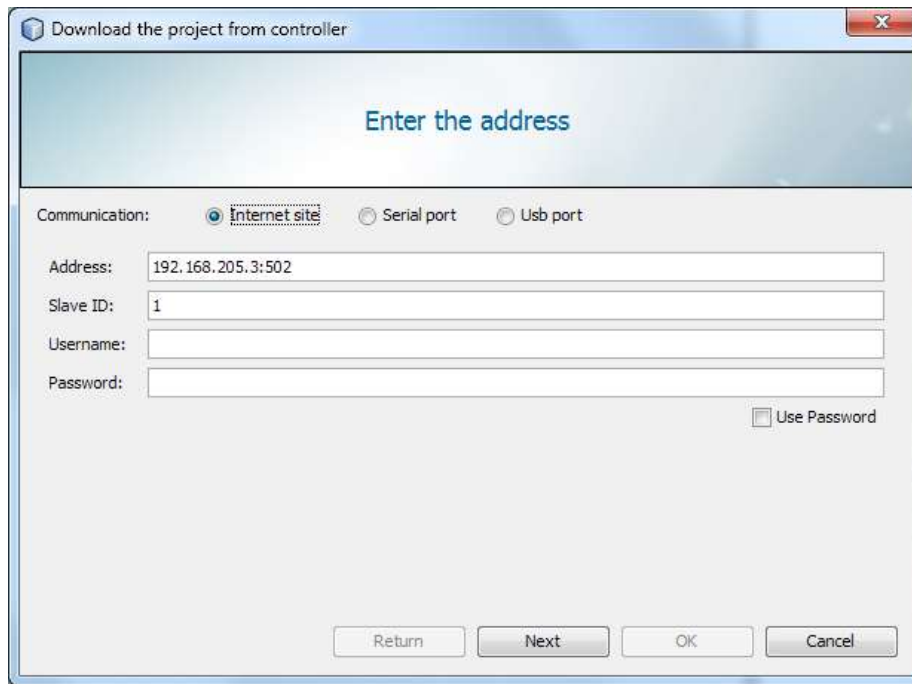 Download the project from controller
Enter the address
Communication: Internet site Serial port Usb port
Address: 192.168.205.3:502
Slave ID: 1
Username:
Password:
Use Password
Return Next OK Cancel